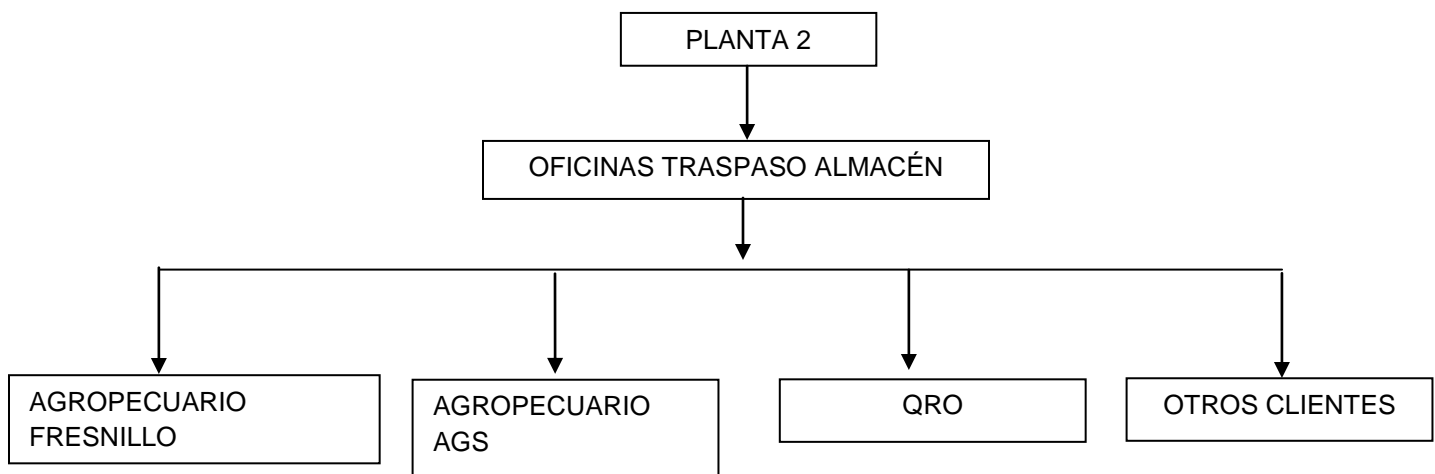 PLANTA 2
OFICINAS TRASPASO ALMACÉN
AGROPECUARIO
FRESNILLO
AGROPECUARIO
AGS
QRO
OTROS CLIENTES